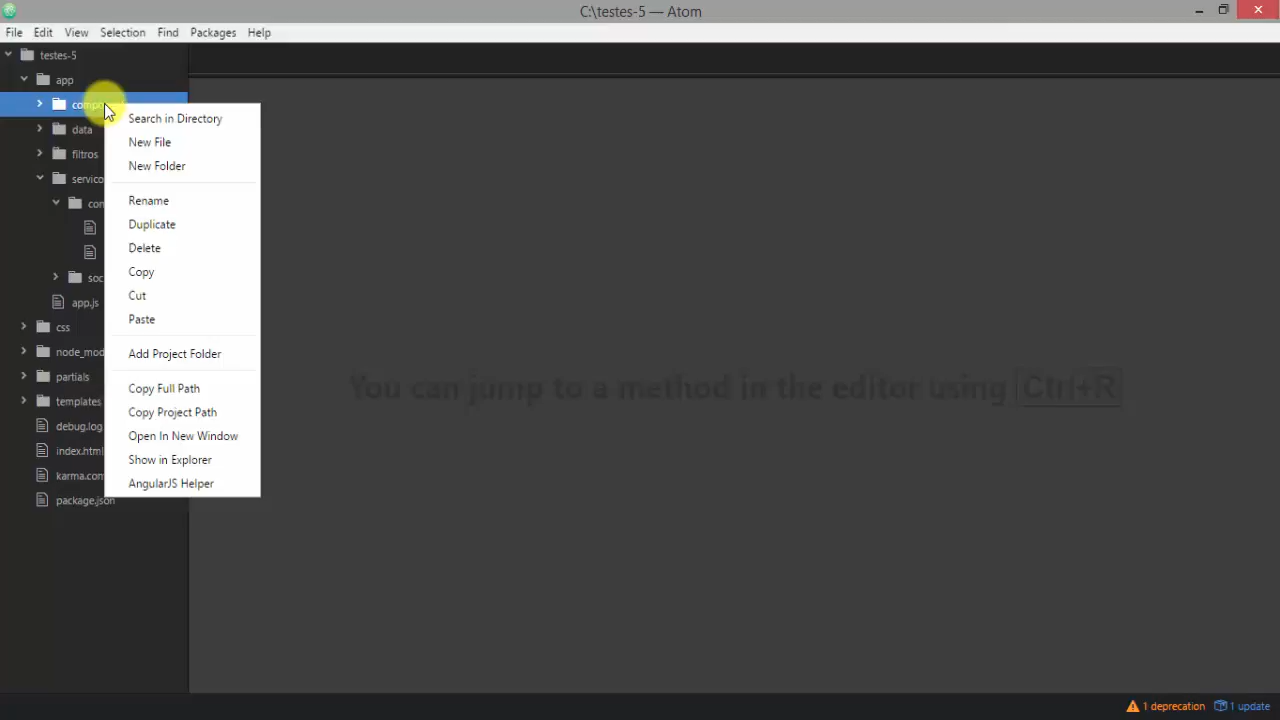 C:\testes-5 — Atom
File Edit View Selection Find Packages Help
testes-5
app
data
filtros
app.js
css
partials
templates
debug.log
index.html
package.json
Search in Directory
New File
New Folder
Rename
Duplicate
Delete
Copy
Cut
Paste
Add Project Folder
Copy Full Path
Copy Project Path
Open In New Window
Show in Explorer
AngularJS Helper
You can jump to a method in the editor using Ctrl+R
1 deprecation 1 update